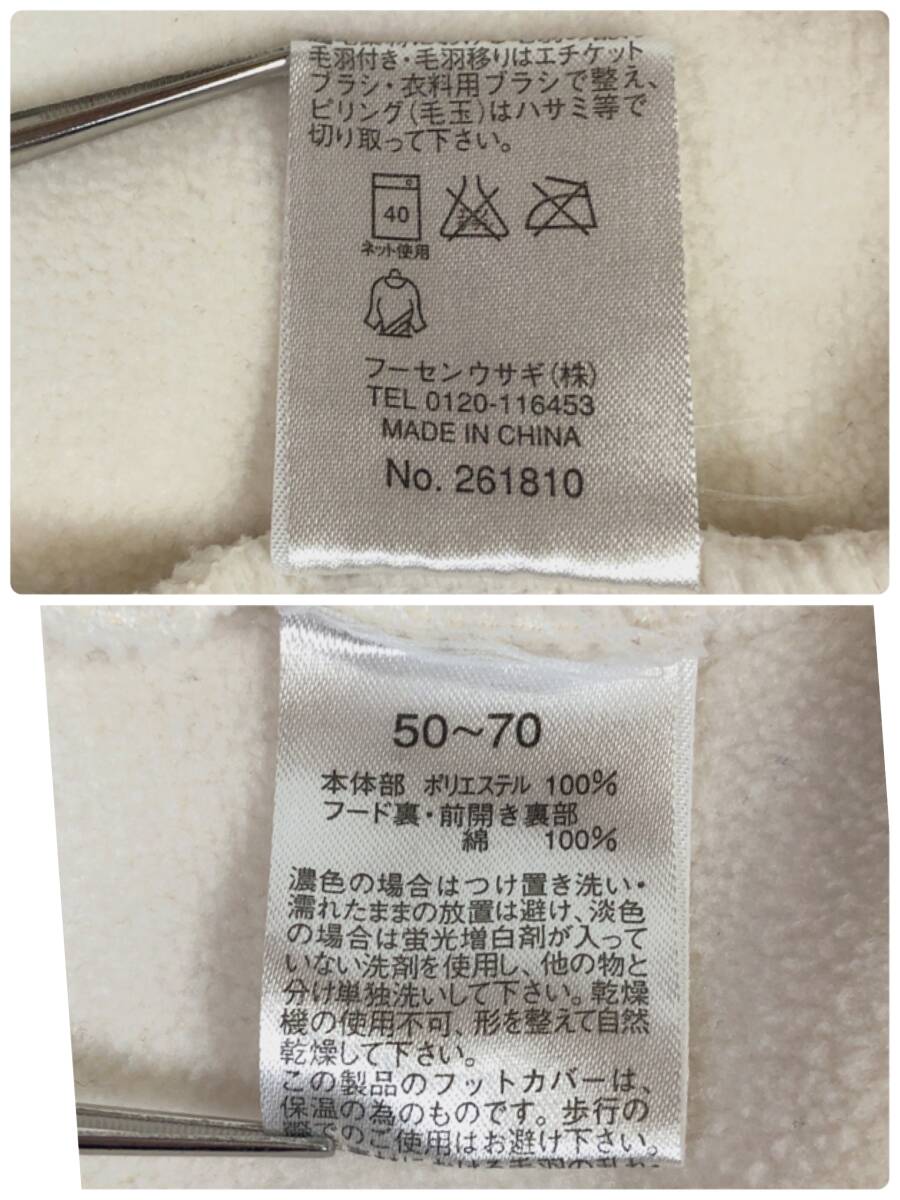 毛羽付き・毛羽移りはエチケット
ブラシ・衣料用ブラシで整え、
ピリング(毛玉)はハサミ等で
切り取って下さい。
40
ネット使用
フーセンウサギ(株)
TEL 0120-116453
MADE IN CHINA
No. 261810
50～70
本体部 ポリエステル 100%
フード裏・前開き裏部
綿 100%
濃色の場合はつけ置き洗い・
濡れたままの放置は避け、淡色
の場合は蛍光増白剤が入って
いない洗剤を使用し、他の物と
分け単独洗いして下さい。乾燥
機の使用不可、形を整えて自然
乾燥して下さい。
この製品のフットカバーは、
保温の為のものです。歩行の
でのご使用はお避け下さい。